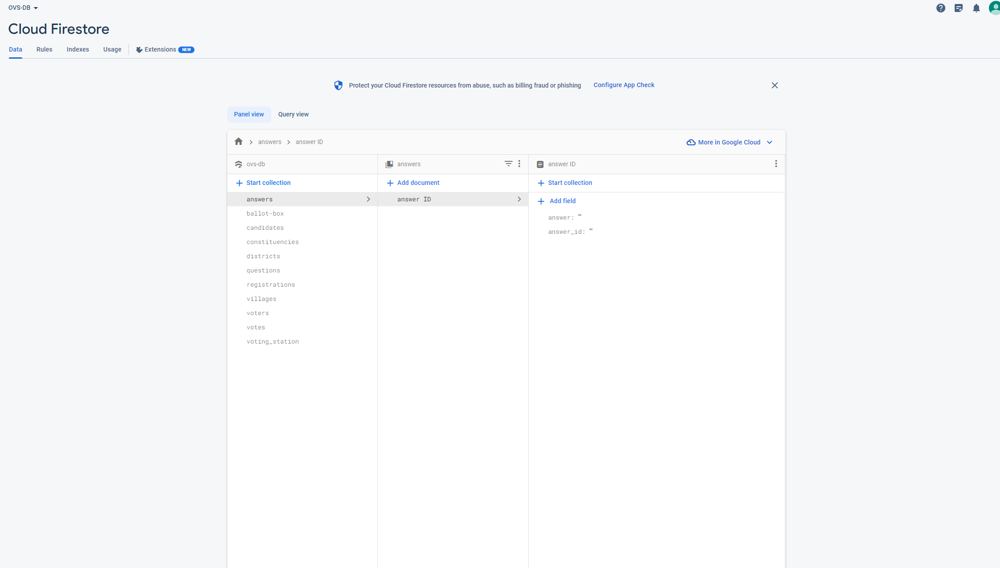 OVS-DB
Cloud Firestore
Data Rules Indexes Usage Extensions NEW
Protect your Cloud Firestore resources from abuse, such as billing fraud or phishing Configure App Check
Panel view Query view
answers answer ID More in Google Cloud
ovs-db answers answer ID
Start collection Add document Start collection
answers answer ID Add field
ballot-box answer: ""
candidates answer_id: ""
constituencies
districts
questions
registrations
villages
voters
votes
voting_station